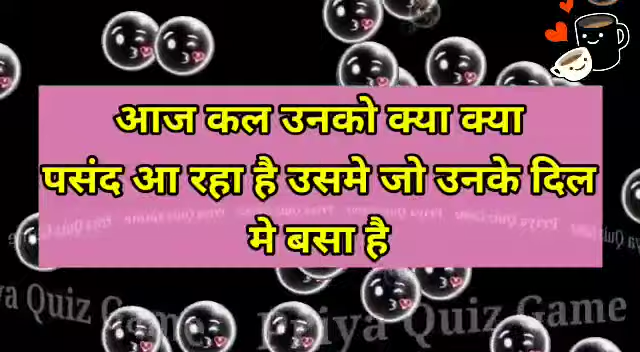 आज कल उनको क्या क्या
पसंद आ रहा है उसमे जो उनके दिल
मे बसा है
Priya Quiz Game